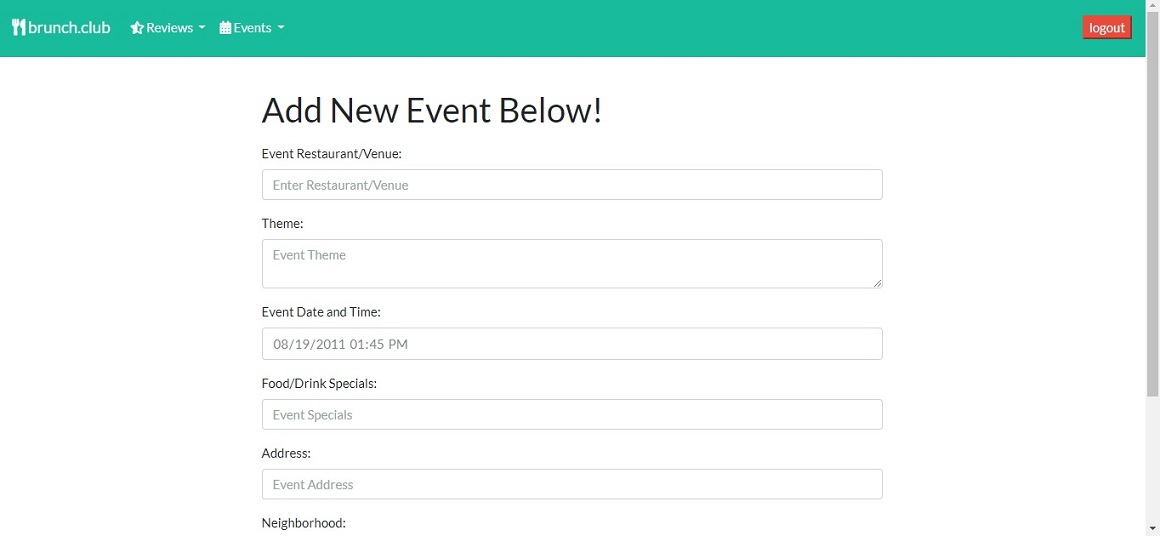 brunch.club Reviews Events logout
Add New Event Below!
Event Restaurant/Venue:
Enter Restaurant/Venue
Theme:
Event Theme
Event Date and Time:
08/19/2011 01:45 PM
Food/Drink Specials:
Event Specials
Address:
Event Address
Neighborhood: